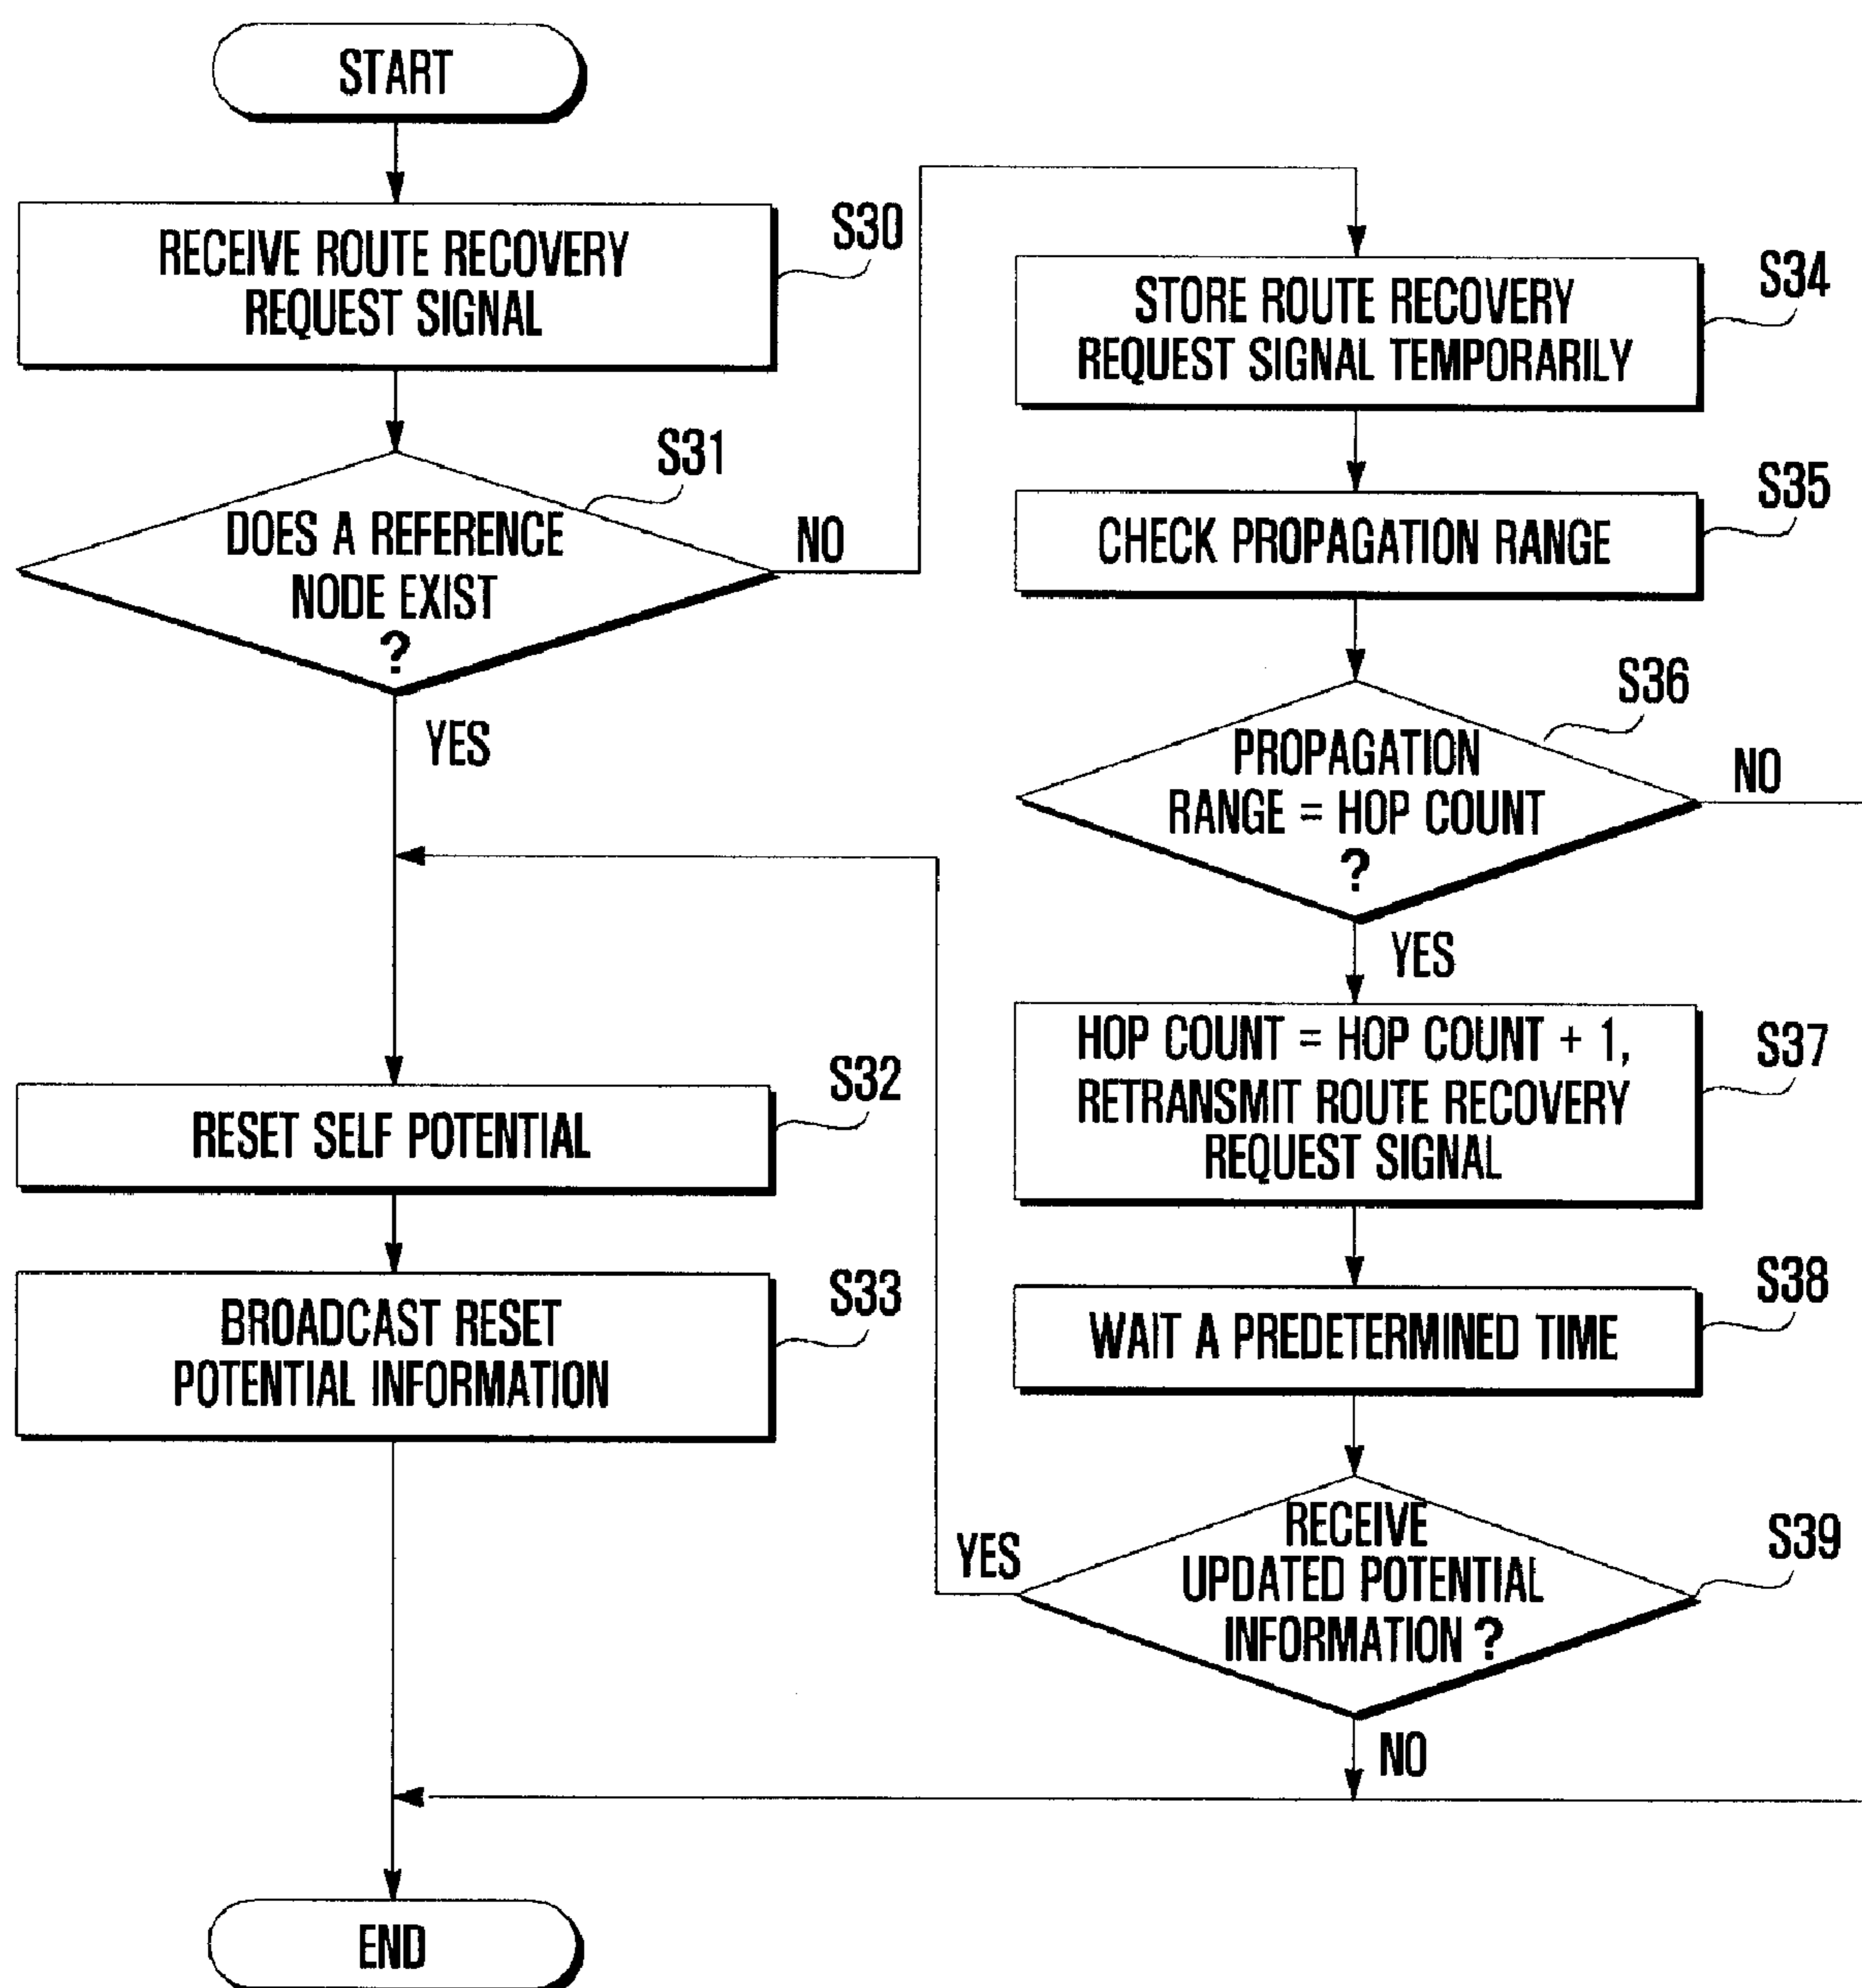 START
RECEIVE ROUTE RECOVERY
REQUEST SIGNAL
S30
DOES A REFERENCE
NODE EXIST
?
S31
NO
YES
RESET SELF POTENTIAL
S32
BROADCAST RESET
POTENTIAL INFORMATION
S33
END
STORE ROUTE RECOVERY
REQUEST SIGNAL TEMPORARILY
S34
CHECK PROPAGATION RANGE
S35
PROPAGATION
RANGE = HOP COUNT
?
S36
NO
YES
HOP COUNT = HOP COUNT + 1,
RETRANSMIT ROUTE RECOVERY
REQUEST SIGNAL
S37
WAIT A PREDETERMINED TIME
S38
RECEIVE
UPDATED POTENTIAL
INFORMATION ?
S39
YES
NO